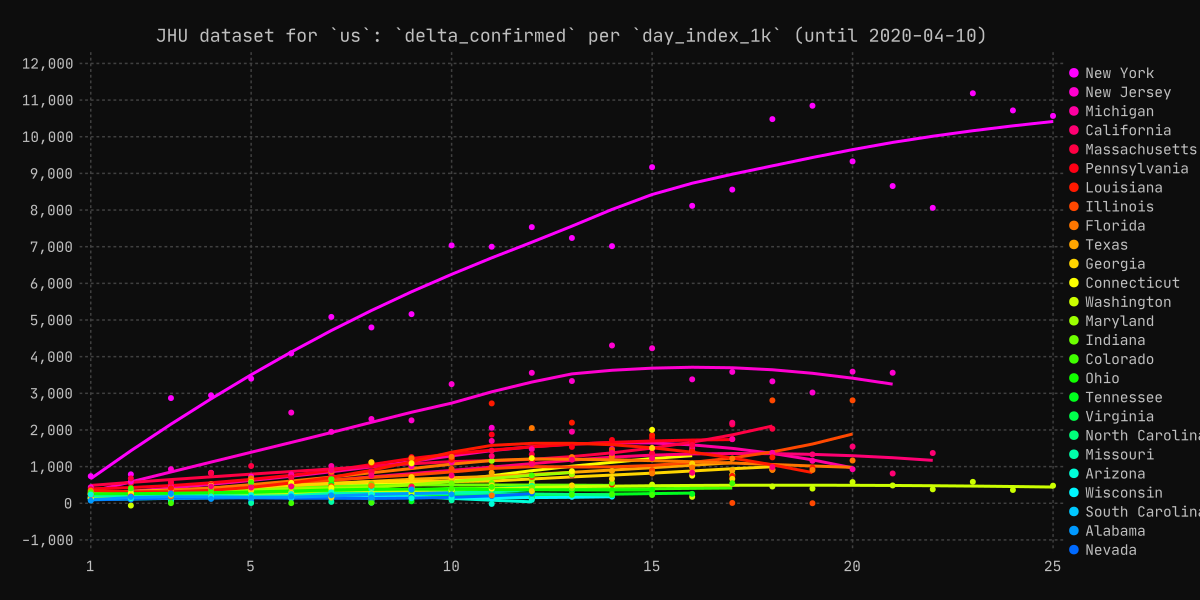 JHU dataset for `us`: `delta_confirmed` per `day_index_1k` (until 2020-04-10)
12,000
11,000
10,000
9,000
8,000
7,000
6,000
5,000
4,000
3,000
2,000
1,000
0
-1,000
1
5
10
15
20
25
New York
New Jersey
Michigan
California
Massachusetts
Pennsylvania
Louisiana
Illinois
Florida
Texas
Georgia
Connecticut
Washington
Maryland
Indiana
Colorado
Ohio
Tennessee
Virginia
North Carolina
Missouri
Arizona
Wisconsin
South Carolina
Alabama
Nevada